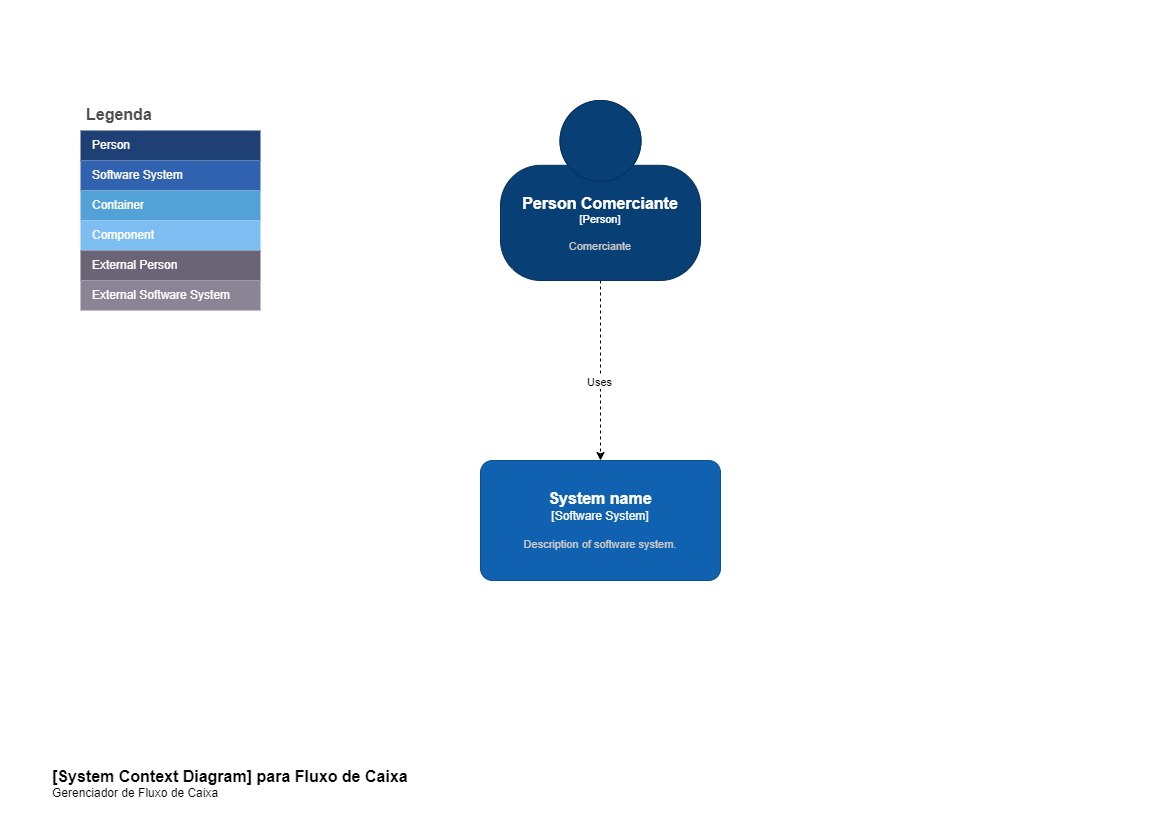 Legenda
Person
Software System
Container
Component
External Person
External Software System
Person Comerciante
[Person]
Comerciante
Uses
System name
[Software System]
Description of software system.
[System Context Diagram] para Fluxo de Caixa
Gerenciador de Fluxo de Caixa